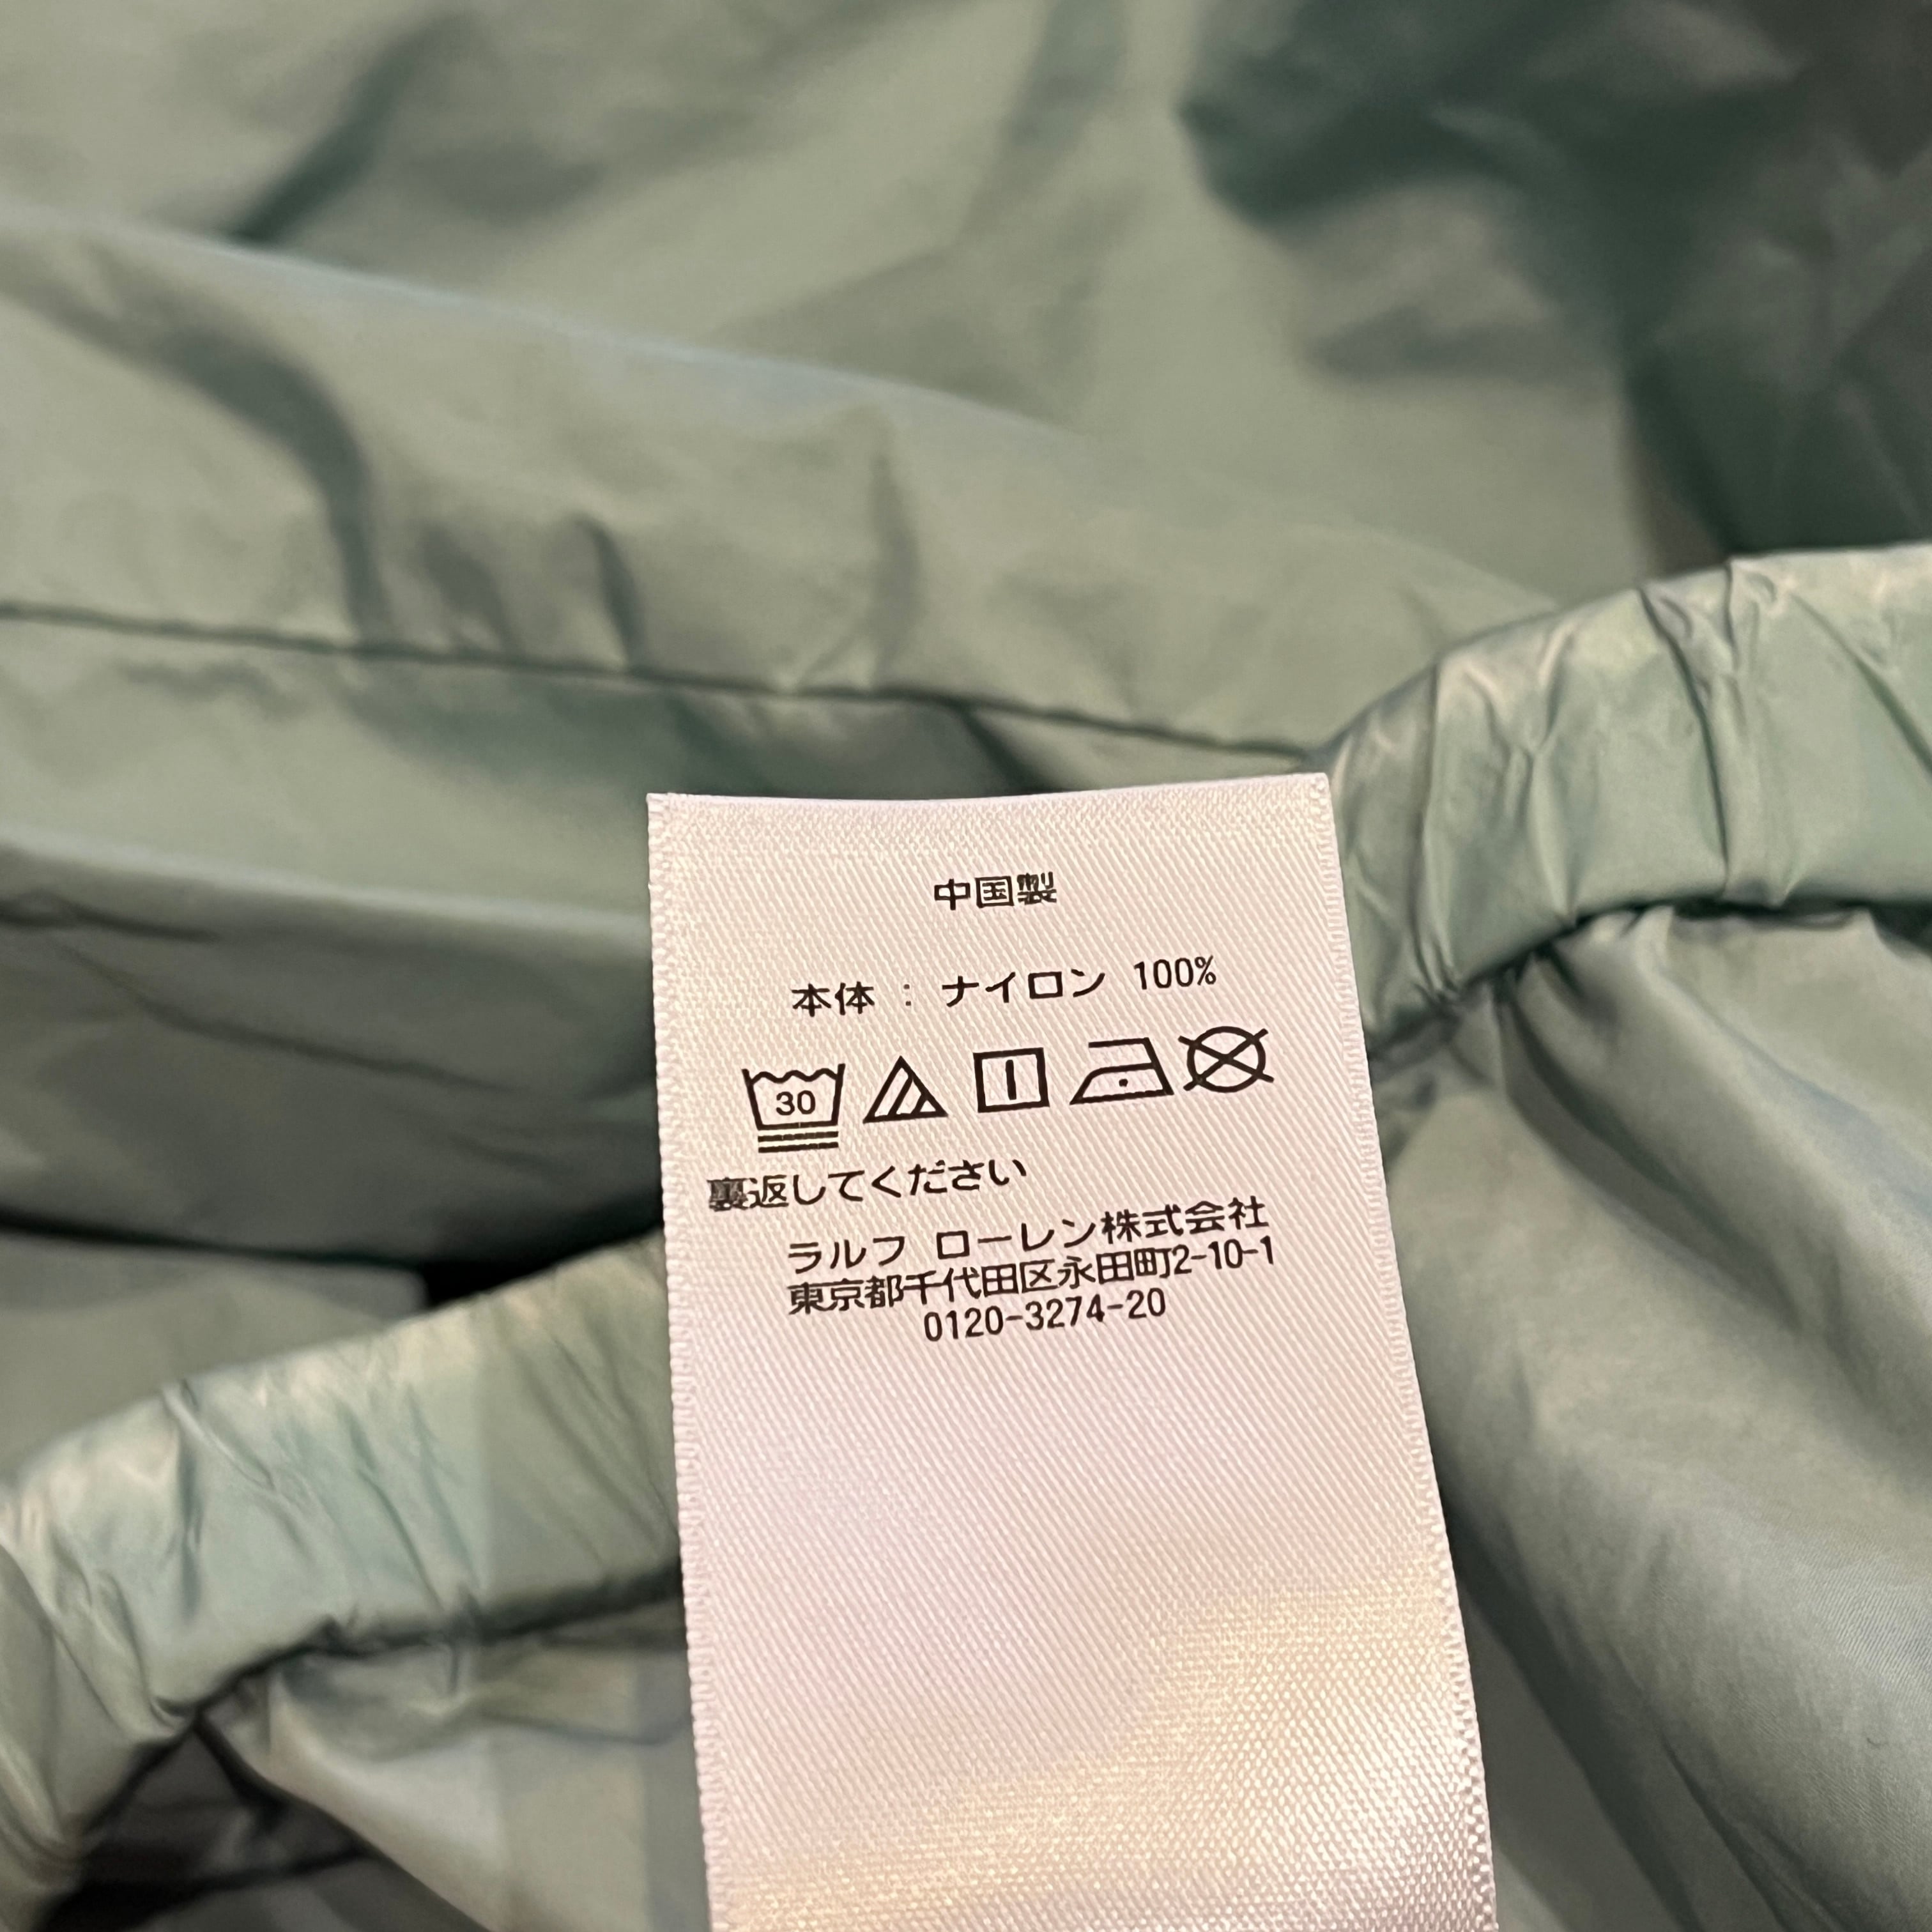 中国製
本体 : ナイロン 100%
30
裏返してください
ラルフ ローレン株式会社
東京都千代田区永田町2-10-1
0120-3274-20